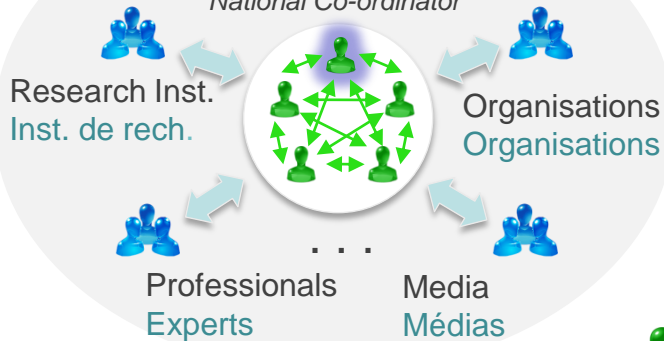 National Co-ordinator
Research Inst.
Inst. de rech.
Organisations
Organisations
. . .
Professionals
Experts
Media
Médias